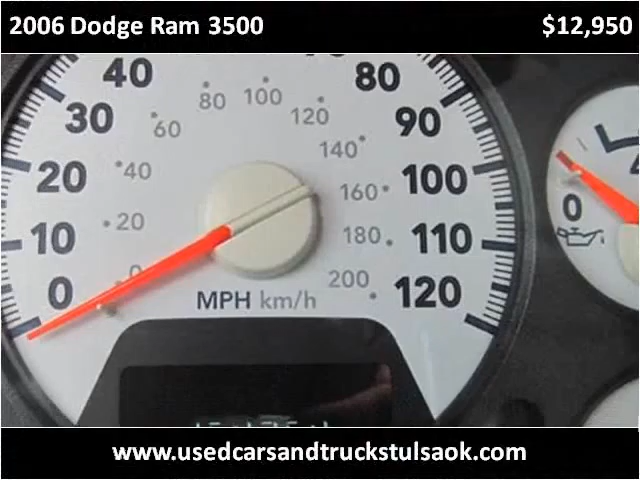 2006 Dodge Ram 3500 $12,950
40 80
80 100
30 60 120 90
140
20 40 160 100
20
10 180 110
0 0 200 120
MPH km/h
0
www.usedcarsandtruckstulsaok.com